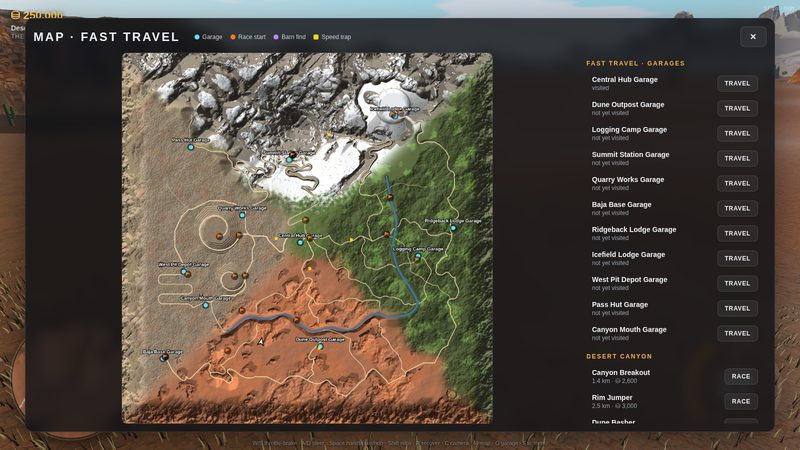 250.000
MAP · FAST TRAVEL
Garage
Race start
Barn find
Speed trap
×
Pass Hut Garage
Quarry Works Garage
Central Hub Garage
Ridgeback Lodge Garage
Logging Camp Garage
West Pit Depot Garage
Canyon Mouth Garage
Dune Outpost Garage
Baja Base Garage
FAST TRAVEL · GARAGES
Central Hub Garage
visited
TRAVEL
Dune Outpost Garage
not yet visited
TRAVEL
Logging Camp Garage
not yet visited
TRAVEL
Summit Station Garage
not yet visited
TRAVEL
Quarry Works Garage
not yet visited
TRAVEL
Baja Base Garage
not yet visited
TRAVEL
Ridgeback Lodge Garage
not yet visited
TRAVEL
Icefield Lodge Garage
not yet visited
TRAVEL
West Pit Depot Garage
not yet visited
TRAVEL
Pass Hut Garage
not yet visited
TRAVEL
Canyon Mouth Garage
not yet visited
TRAVEL
DESERT CANYON
Canyon Breakout
1.4 km · 2,600
RACE
Rim Jumper
2.5 km · 3,000
RACE
Dune Basher